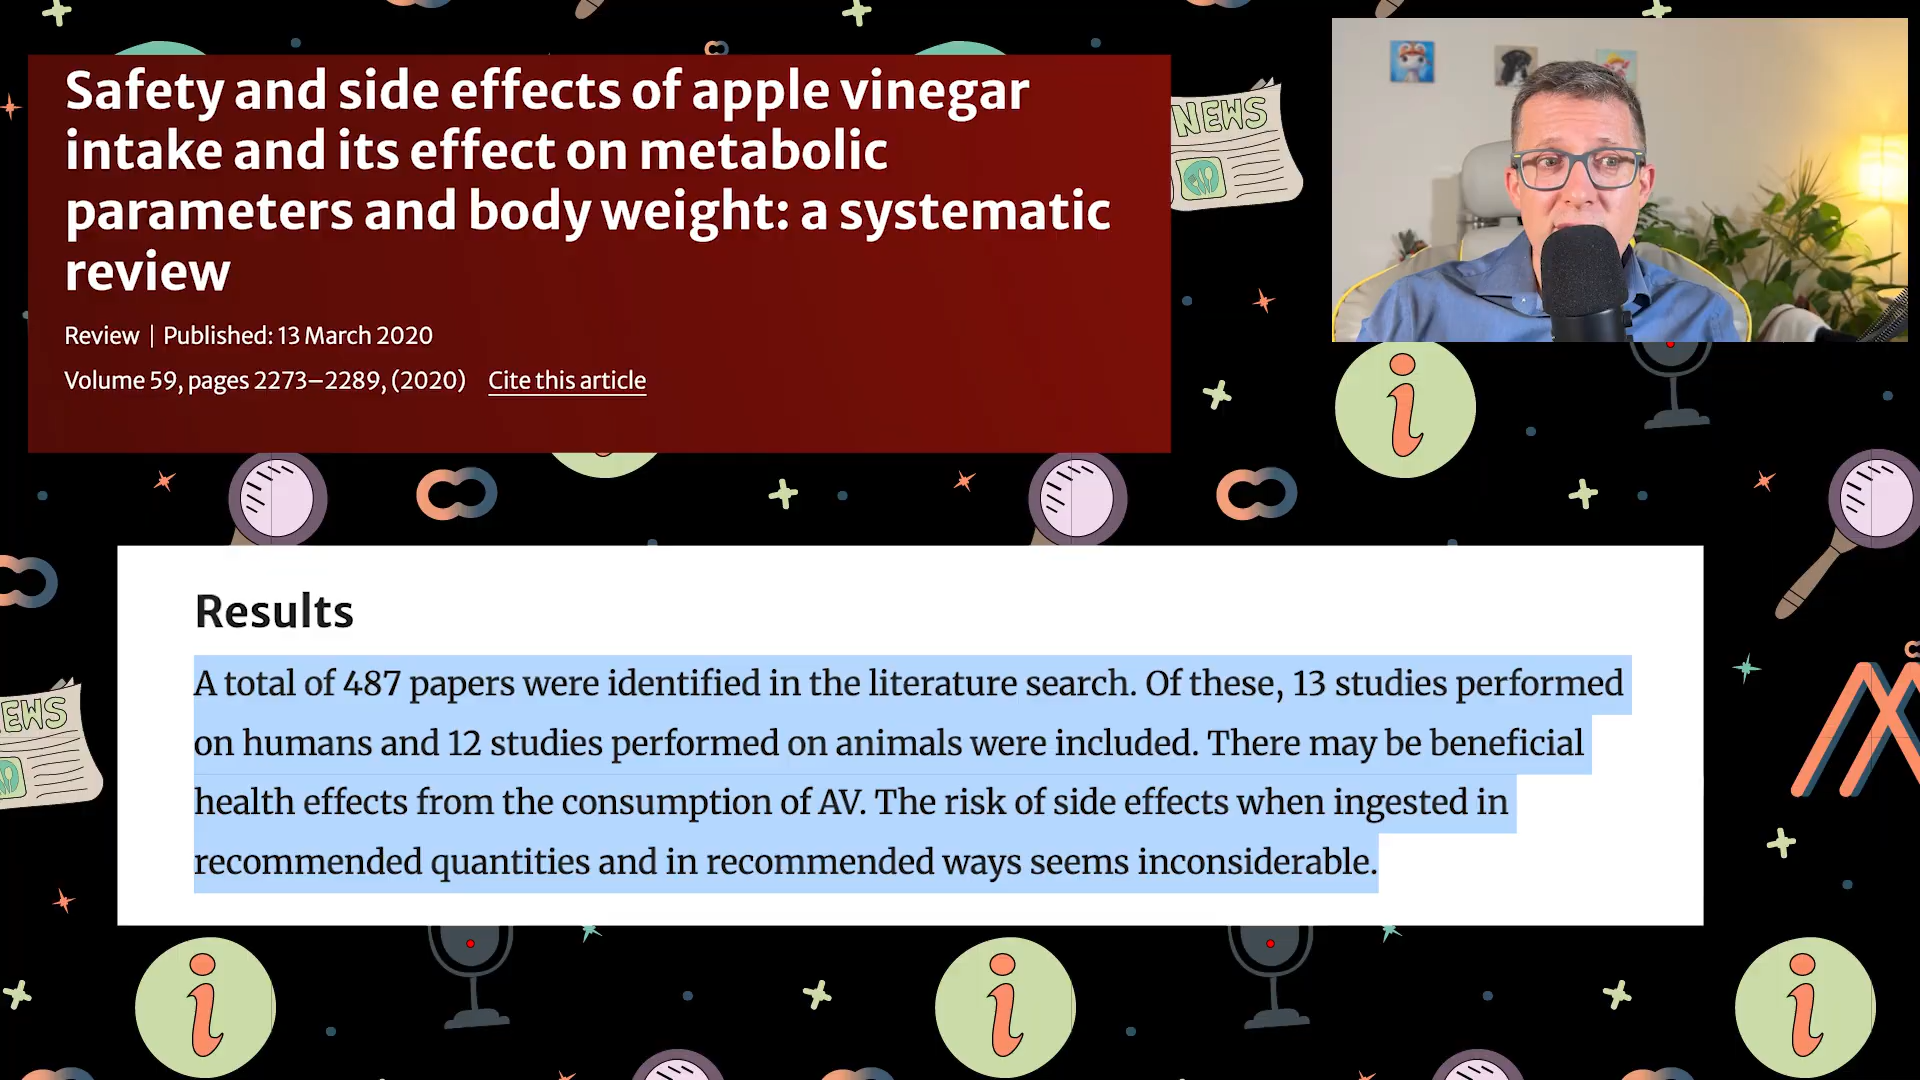 Safety and side effects of apple vinegar
intake and its effect on metabolic
parameters and body weight: a systematic
review
Review | Published: 13 March 2020
Volume 59, pages 2273–2289, (2020) Cite this article
NEWS
Results
A total of 487 papers were identified in the literature search. Of these, 13 studies performed
on humans and 12 studies performed on animals were included. There may be beneficial
health effects from the consumption of AV. The risk of side effects when ingested in
recommended quantities and in recommended ways seems inconsiderable.
EWS
i
i
i
i